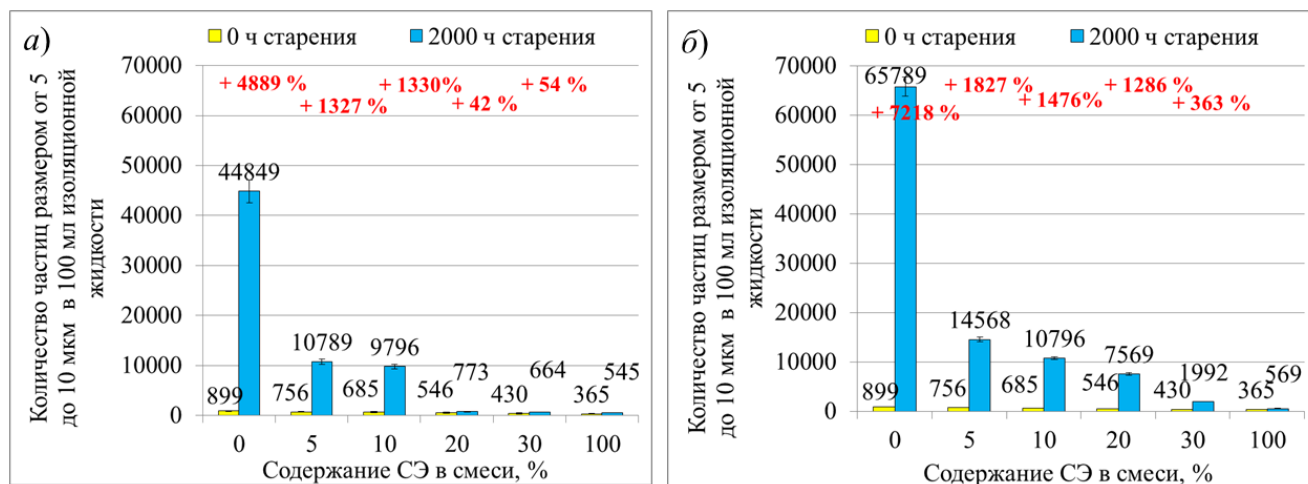 а)
0 ч старения 2000 ч старения
Количество частиц размером от 5
до 10 мкм в 100 мл изоляционной
жидкости
70000
60000
50000
40000
30000
20000
10000
0
+ 4889 %
+ 1327 %
+ 1330%
+ 42 %
+ 54 %
44849
10789
9796
773
664
545
899
756
685
546
430
365
0 5 10 20 30 100
Содержание СЭ в смеси, %
б)
0 ч старения 2000 ч старения
Количество частиц размером от 5
до 10 мкм в 100 мл изоляционной
жидкости
70000
60000
50000
40000
30000
20000
10000
0
65789
+ 7218 %
+ 1827 %
+ 1476%
+ 1286 %
+ 363 %
14568
10796
7569
1992
569
899
756
685
546
430
365
0 5 10 20 30 100
Содержание СЭ в смеси, %